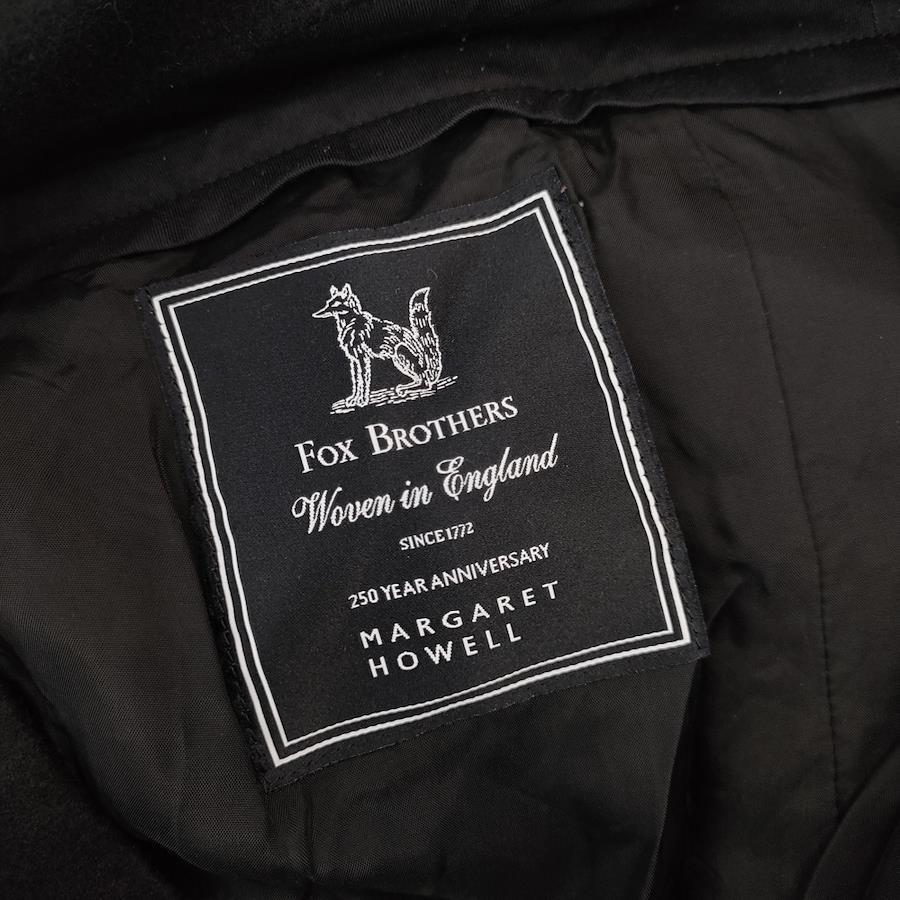 FOX BROTHERS
Woven in England
SINCE 1772
250 YEAR ANNIVERSARY
MARGARET
HOWELL